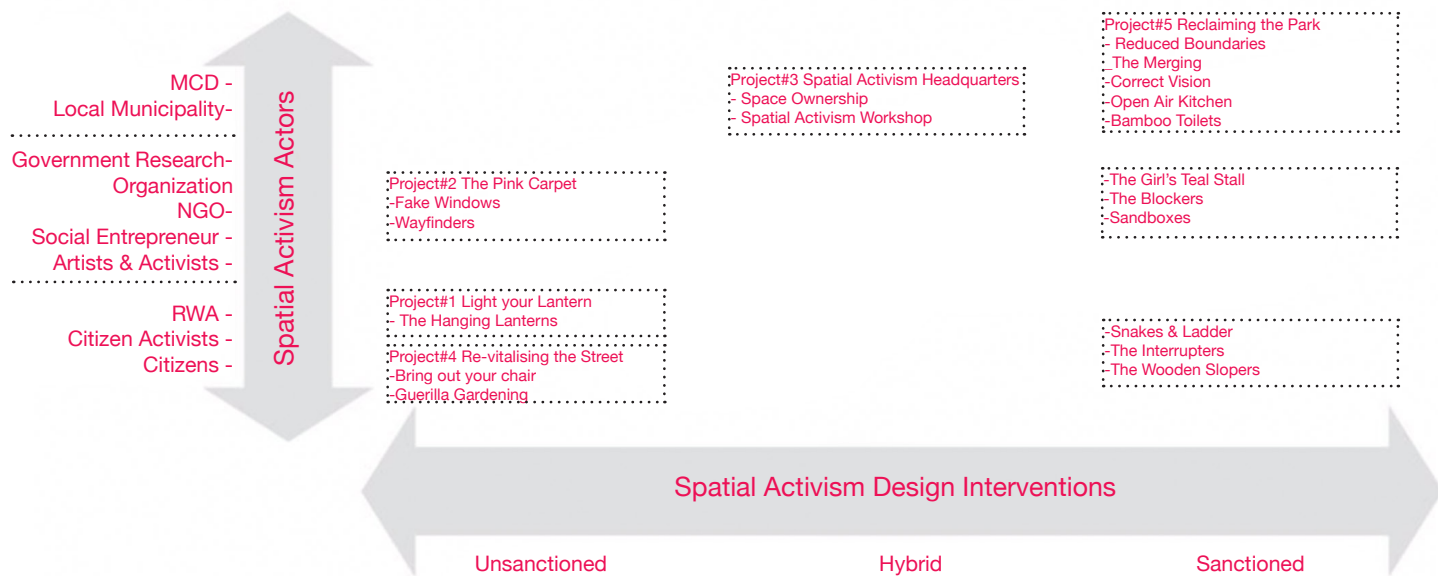 MCD -
Local Municipality-
Government Research-
Organization
NGO-
Social Entrepreneur -
Artists & Activists -
RWA -
Citizen Activists -
Citizens -
Spatial Activism Actors
Project#2 The Pink Carpet
-Fake Windows
-Wayfinders
Project#1 Light your Lantern
- The Hanging Lanterns
Project#4 Re-vitalising the Street
-Bring out your chair
-Guerilla Gardening
Project#3 Spatial Activism Headquarters
- Space Ownership
- Spatial Activism Workshop
Project#5 Reclaiming the Park
- Reduced Boundaries
_The Merging
-Correct Vision
-Open Air Kitchen
-Bamboo Toilets
-The Girl's Teal Stall
-The Blockers
-Sandboxes
-Snakes & Ladder
-The Interrupters
-The Wooden Slopers
Spatial Activism Design Interventions
Unsanctioned
Hybrid
Sanctioned